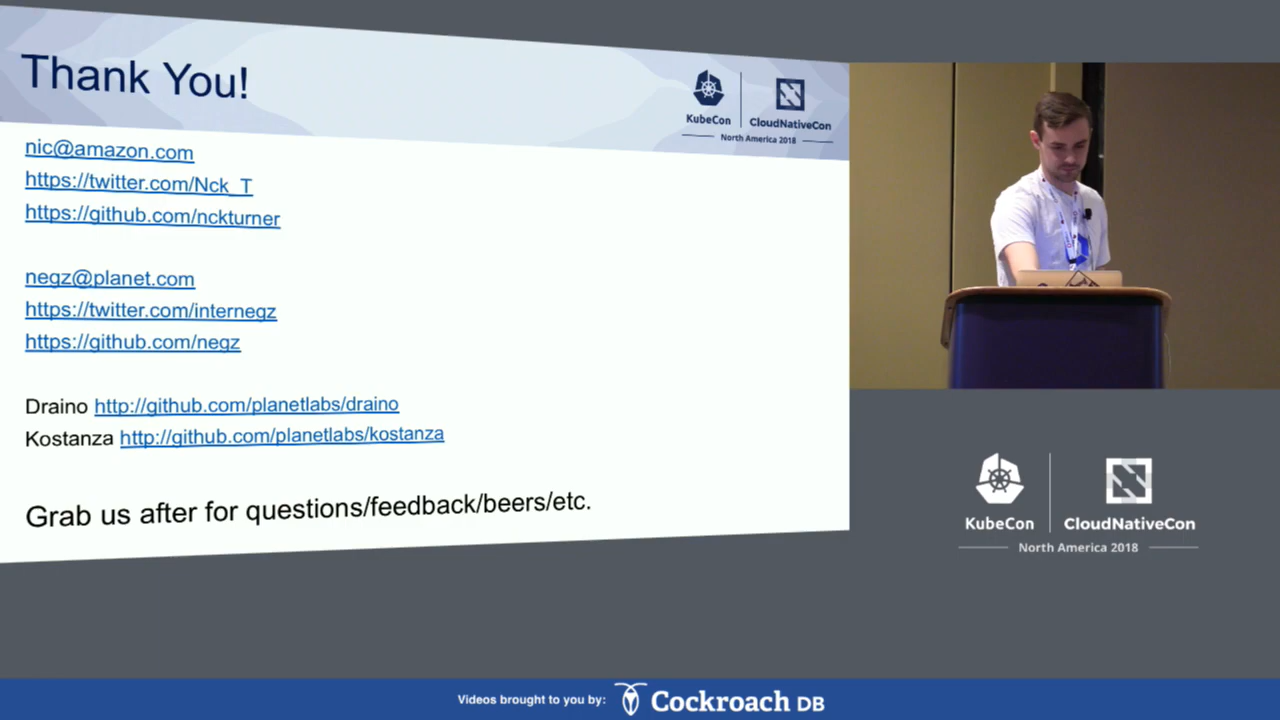 Thank You!
KubeCon
CloudNativeCon
North America 2018
nic@amazon.com
https://twitter.com/Nck_T
https://github.com/nckturner
negz@planet.com
https://twitter.com/internegz
https://github.com/negz
Draino http://github.com/planetlabs/draino
Kostanza http://github.com/planetlabs/kostanza
Grab us after for questions/feedback/beers/etc.
KubeCon
CloudNativeCon
North America 2018
Videos brought to you by: Cockroach DB